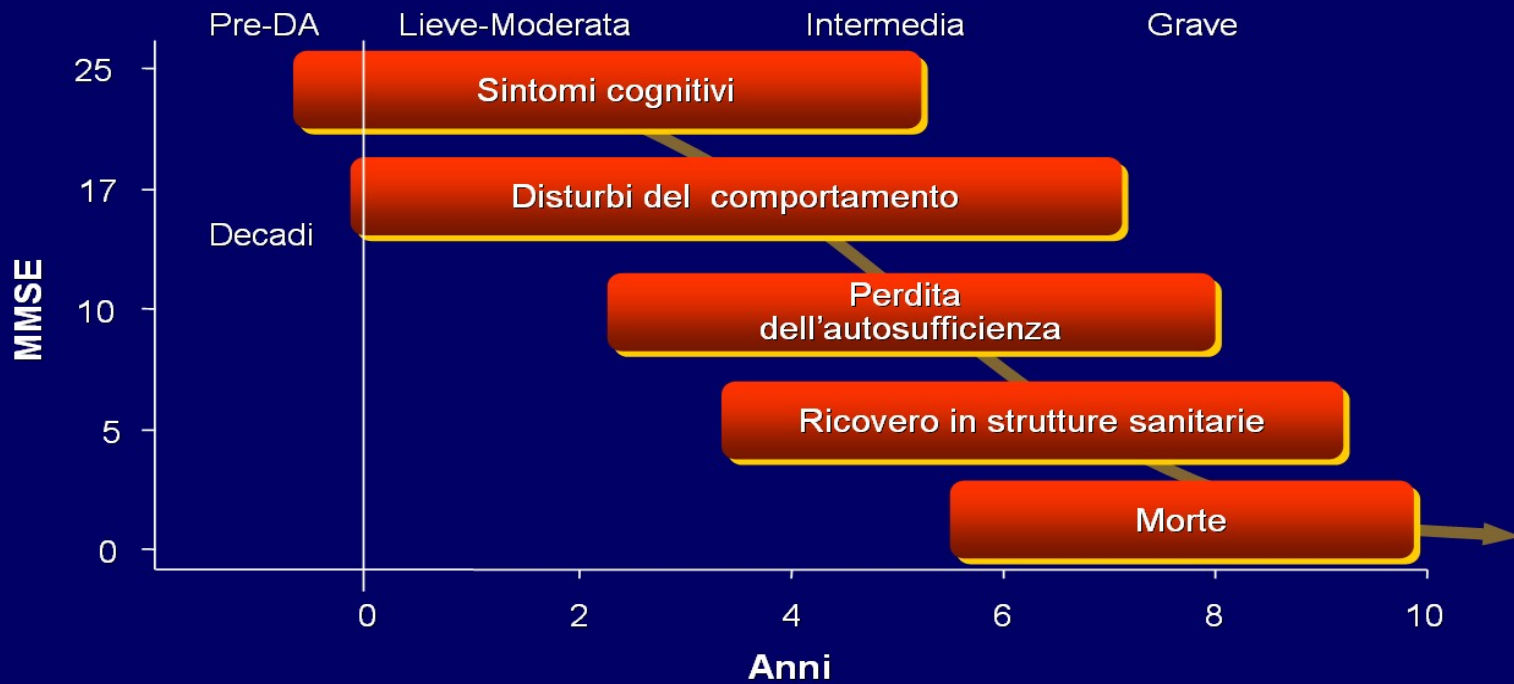 Pre-DA Lieve-Moderata Intermedia Grave
25
Sintomi cognitivi
17
Disturbi del comportamento
Decadi
MMSE
10
Perdita
dell'autosufficienza
5
Ricovero in strutture sanitarie
Morte
0
0 2 4 6 8 10
Anni